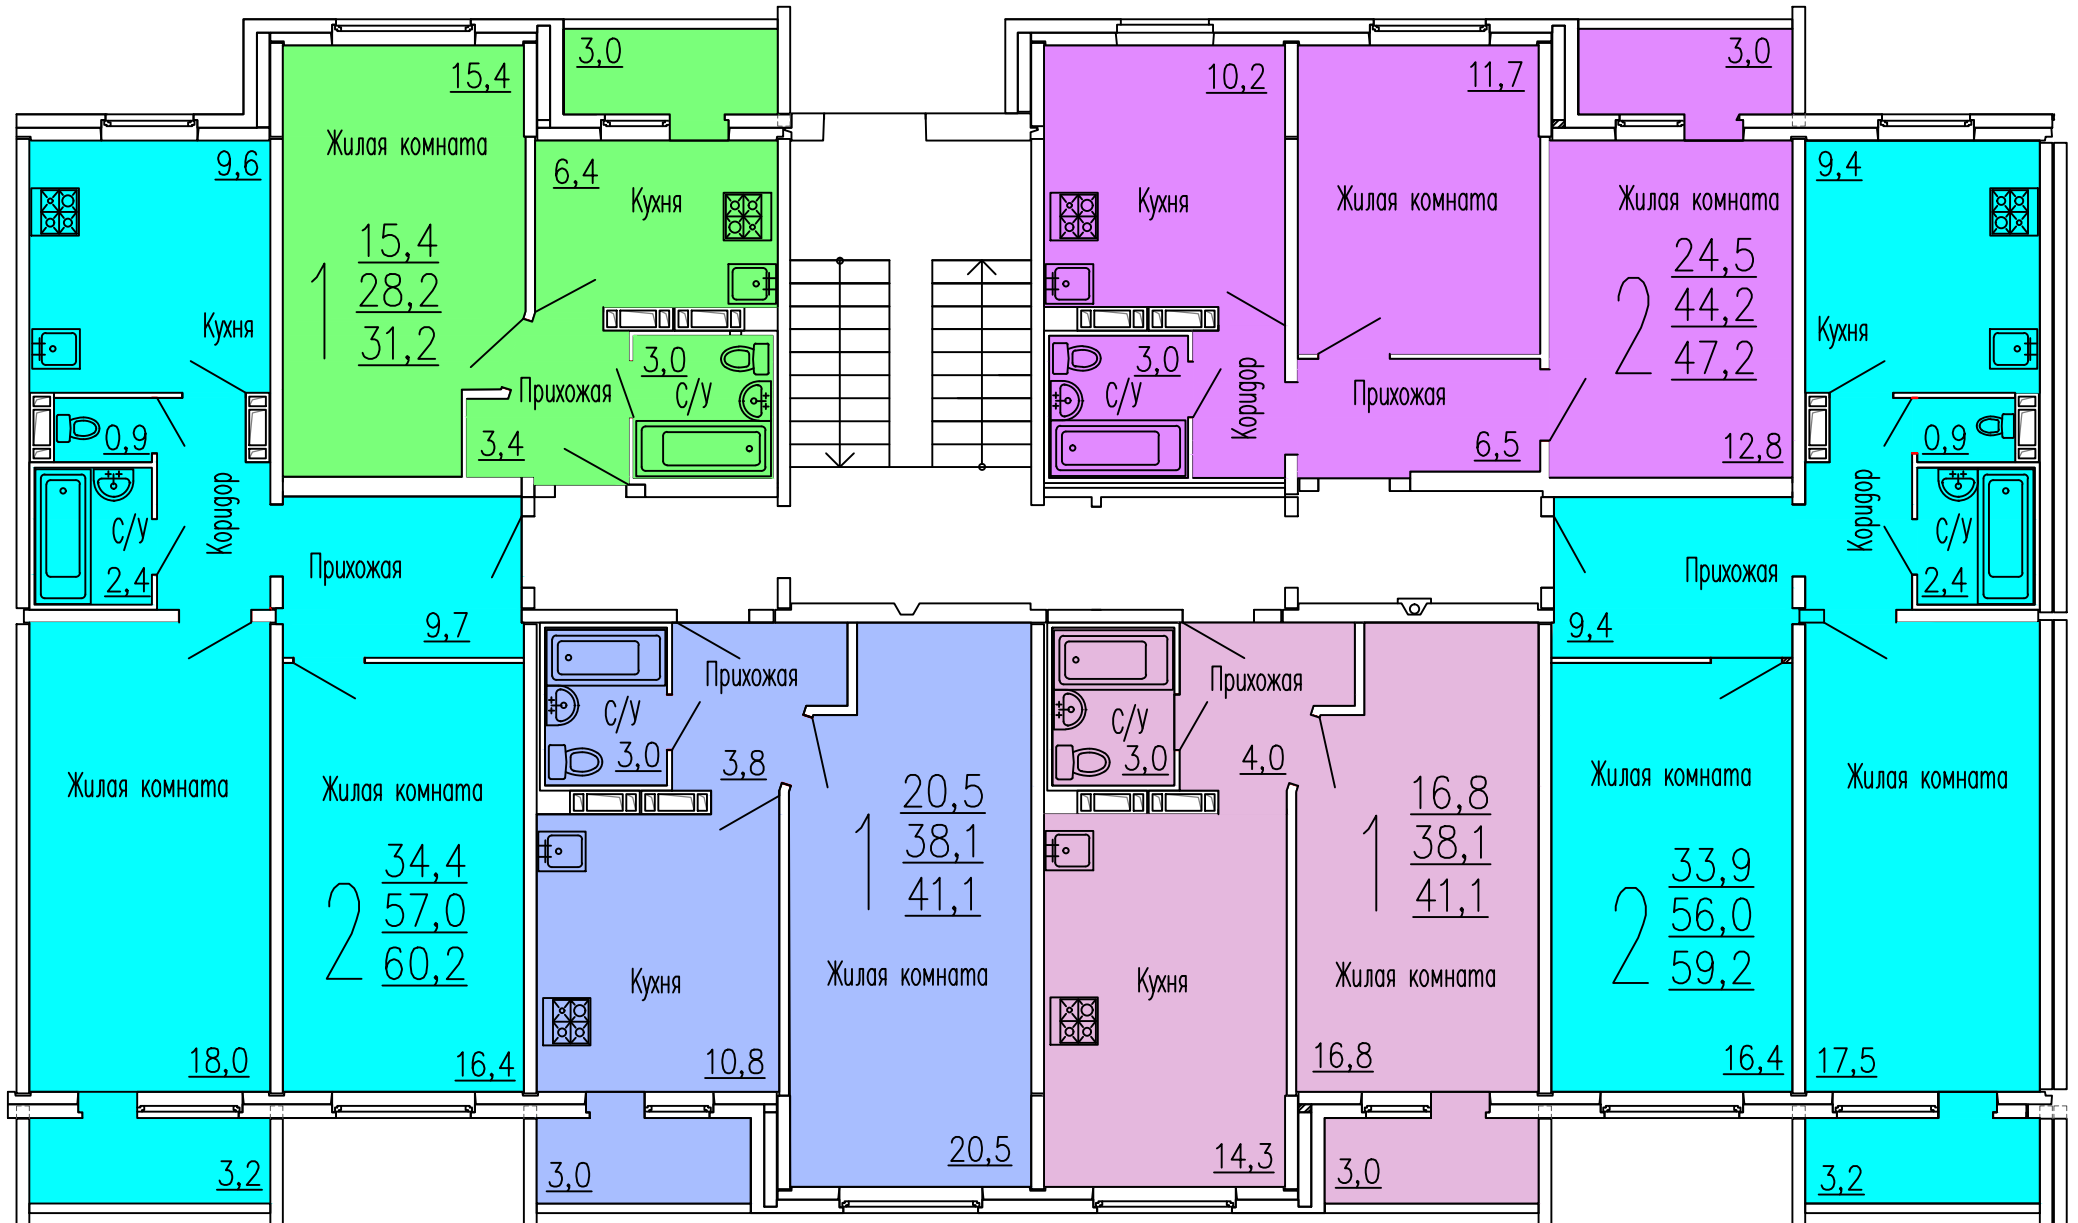 9,6
Кухня
0,9
С/У
2,4
Коридор
Прихожая
9,7
Жилая комната
18,0
3,2
Жилая комната
2
34,4
57,0
60,2
16,4
15,4
Жилая комната
1
15,4
28,2
31,2
3,0
6,4
Кухня
Прихожая
3,4
3,0
С/У
10,2
Кухня
3,0
С/У
Коридор
11,7
Жилая комната
Прихожая
6,5
3,0
Жилая комната
2
24,5
44,2
47,2
12,8
9,4
Кухня
0,9
С/У
2,4
Коридор
Прихожая
9,4
Жилая комната
2
33,9
56,0
59,2
16,4
Жилая комната
17,5
3,2
С/У
3,0
Прихожая
3,8
Кухня
10,8
3,0
1
20,5
38,1
41,1
Жилая комната
20,5
С/У
3,0
Прихожая
4,0
Кухня
14,3
1
16,8
38,1
41,1
Жилая комната
16,8
3,0